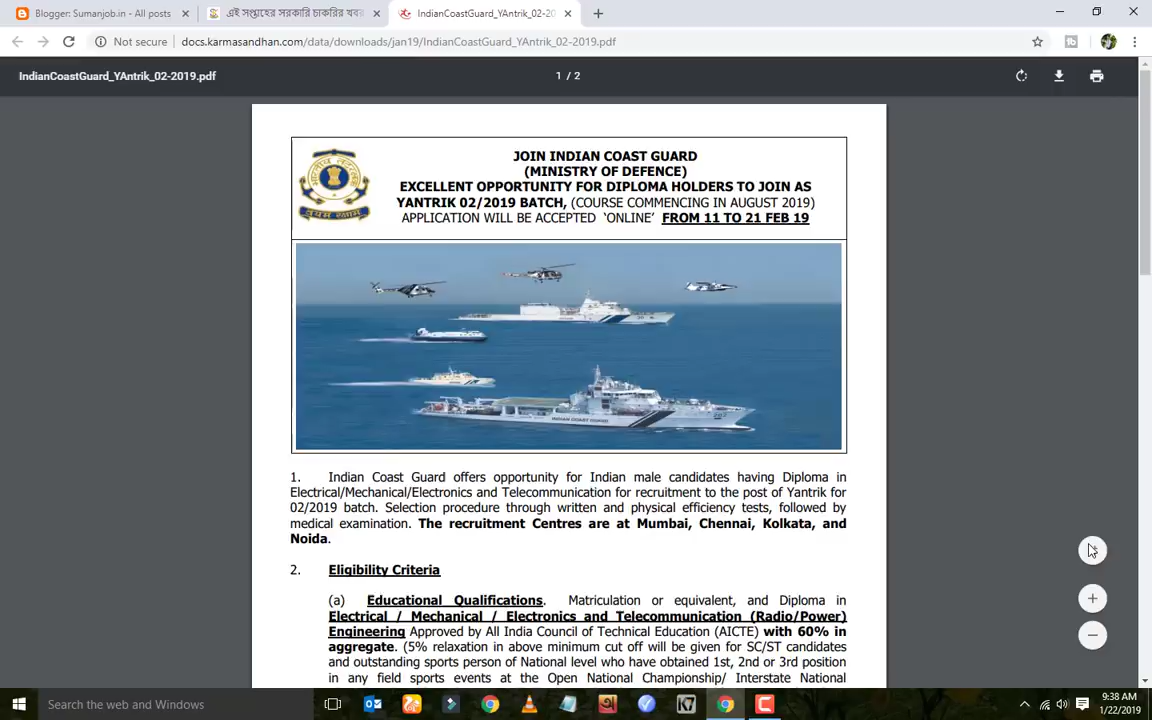 Blogger: Sumanjob.in - All posts
এই সপ্তাহের সরকারি চাকরির খবর
IndianCoastGuard_YAntrik_02-20
Not secure
docs.karmasandhan.com/data/downloads/jan19/IndianCoastGuard_YAntrik_02-2019.pdf
IndianCoastGuard_YAntrik_02-2019.pdf
1 / 2
JOIN INDIAN COAST GUARD
(MINISTRY OF DEFENCE)
EXCELLENT OPPORTUNITY FOR DIPLOMA HOLDERS TO JOIN AS
YANTRIK 02/2019 BATCH, (COURSE COMMENCING IN AUGUST 2019)
APPLICATION WILL BE ACCEPTED ‘ONLINE’ FROM 11 TO 21 FEB 19
1. Indian Coast Guard offers opportunity for Indian male candidates having Diploma in
Electrical/Mechanical/Electronics and Telecommunication for recruitment to the post of Yantrik for
02/2019 batch. Selection procedure through written and physical efficiency tests, followed by
medical examination. The recruitment Centres are at Mumbai, Chennai, Kolkata, and
Noida.
2. Eligibility Criteria
(a) Educational Qualifications. Matriculation or equivalent, and Diploma in
Electrical / Mechanical / Electronics and Telecommunication (Radio/Power)
Engineering Approved by All India Council of Technical Education (AICTE) with 60% in
aggregate. (5% relaxation in above minimum cut off will be given for SC/ST candidates
and outstanding sports person of National level who have obtained 1st, 2nd or 3rd position
in any field sports events at the Open National Championship/ Interstate National
Search the web and Windows
9:38 AM
1/22/2019